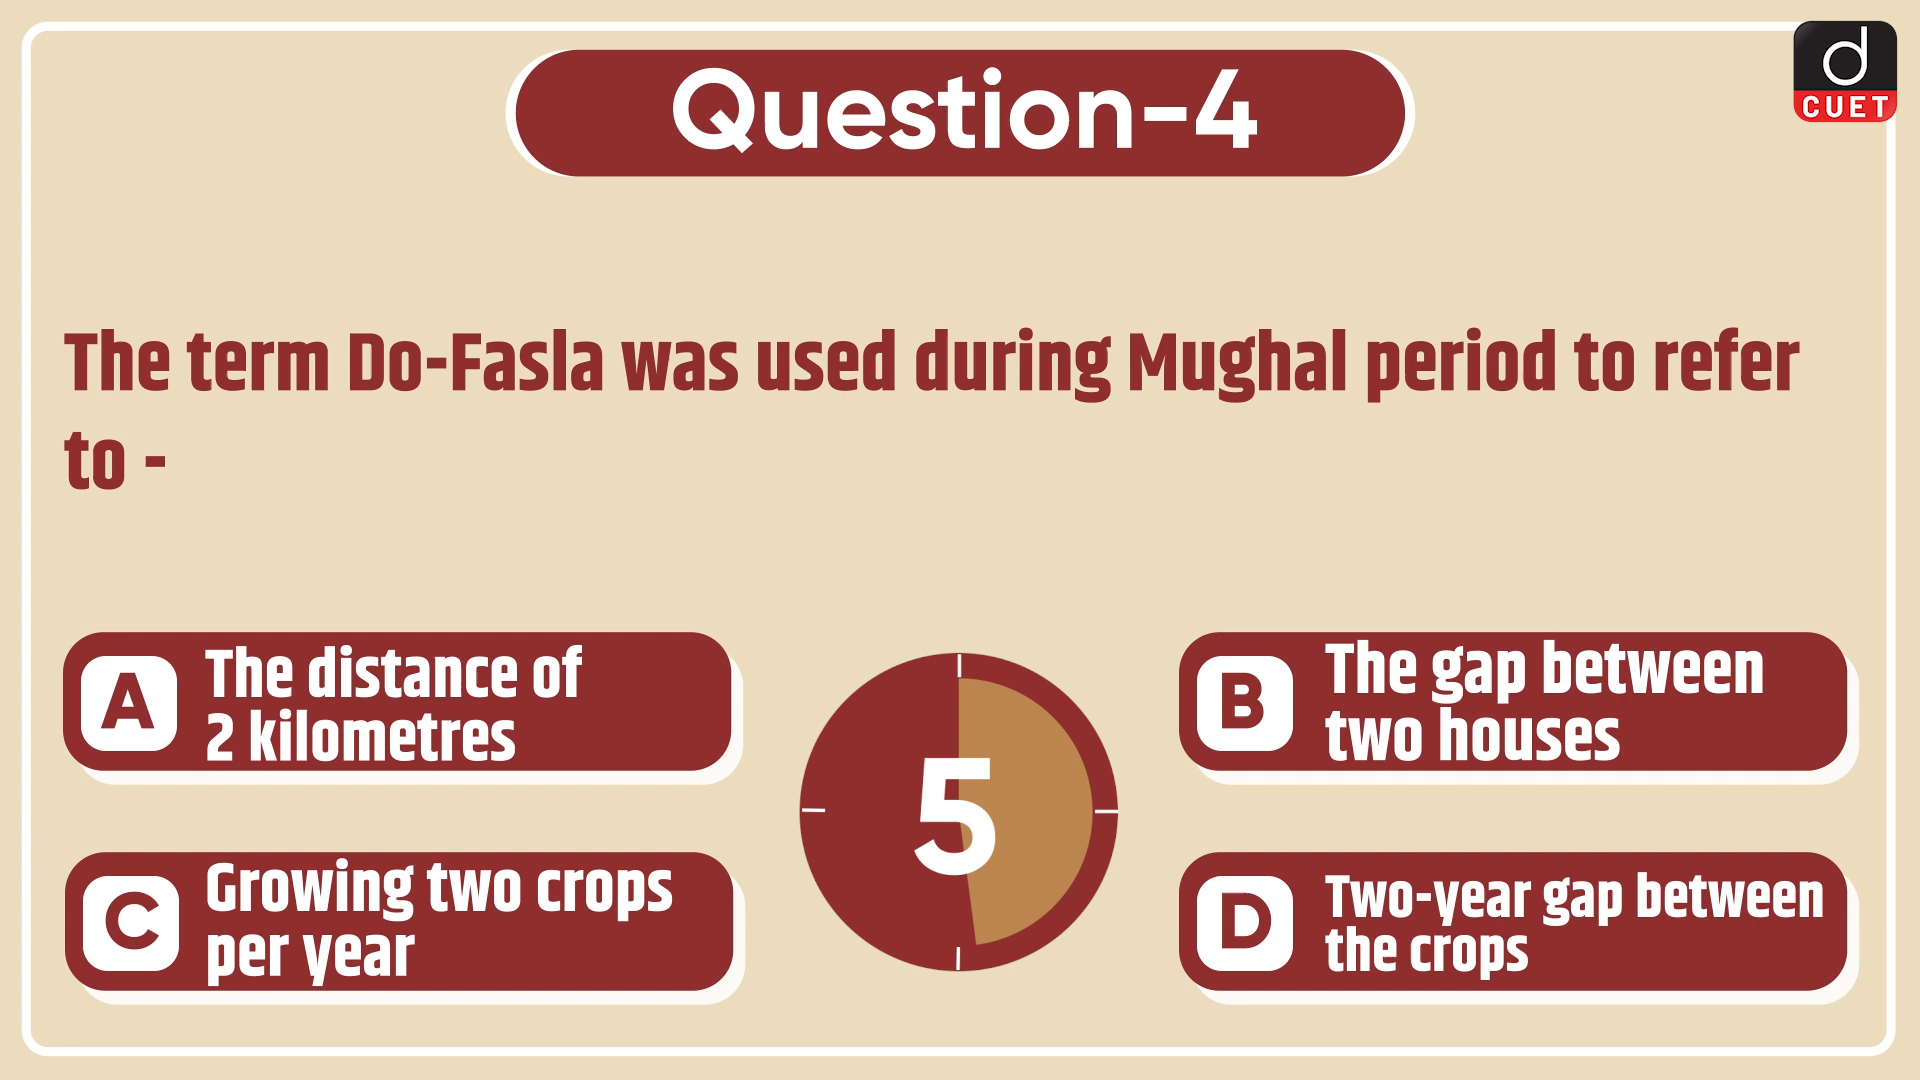 Question-4
d
CUET
The term Do-Fasla was used during Mughal period to refer
to -
A
The distance of
2 kilometres
B
The gap between
two houses
5
C
Growing two crops
per year
D
Two-year gap between
the crops